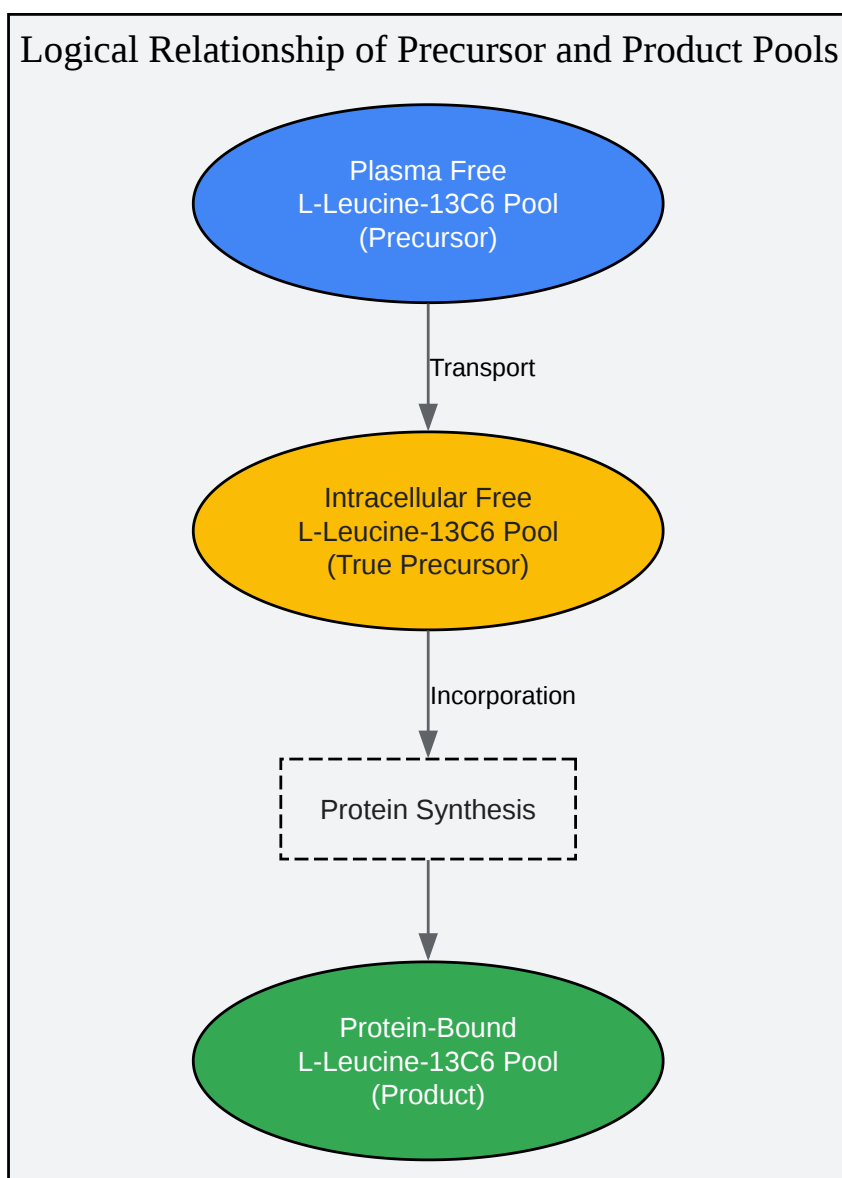 Logical Relationship of Precursor and Product Pools
Plasma Free
L-Leucine-13C6 Pool
(Precursor)
Transport
Intracellular Free
L-Leucine-13C6 Pool
(True Precursor)
Incorporation
Protein Synthesis
Protein-Bound
L-Leucine-13C6 Pool
(Product)